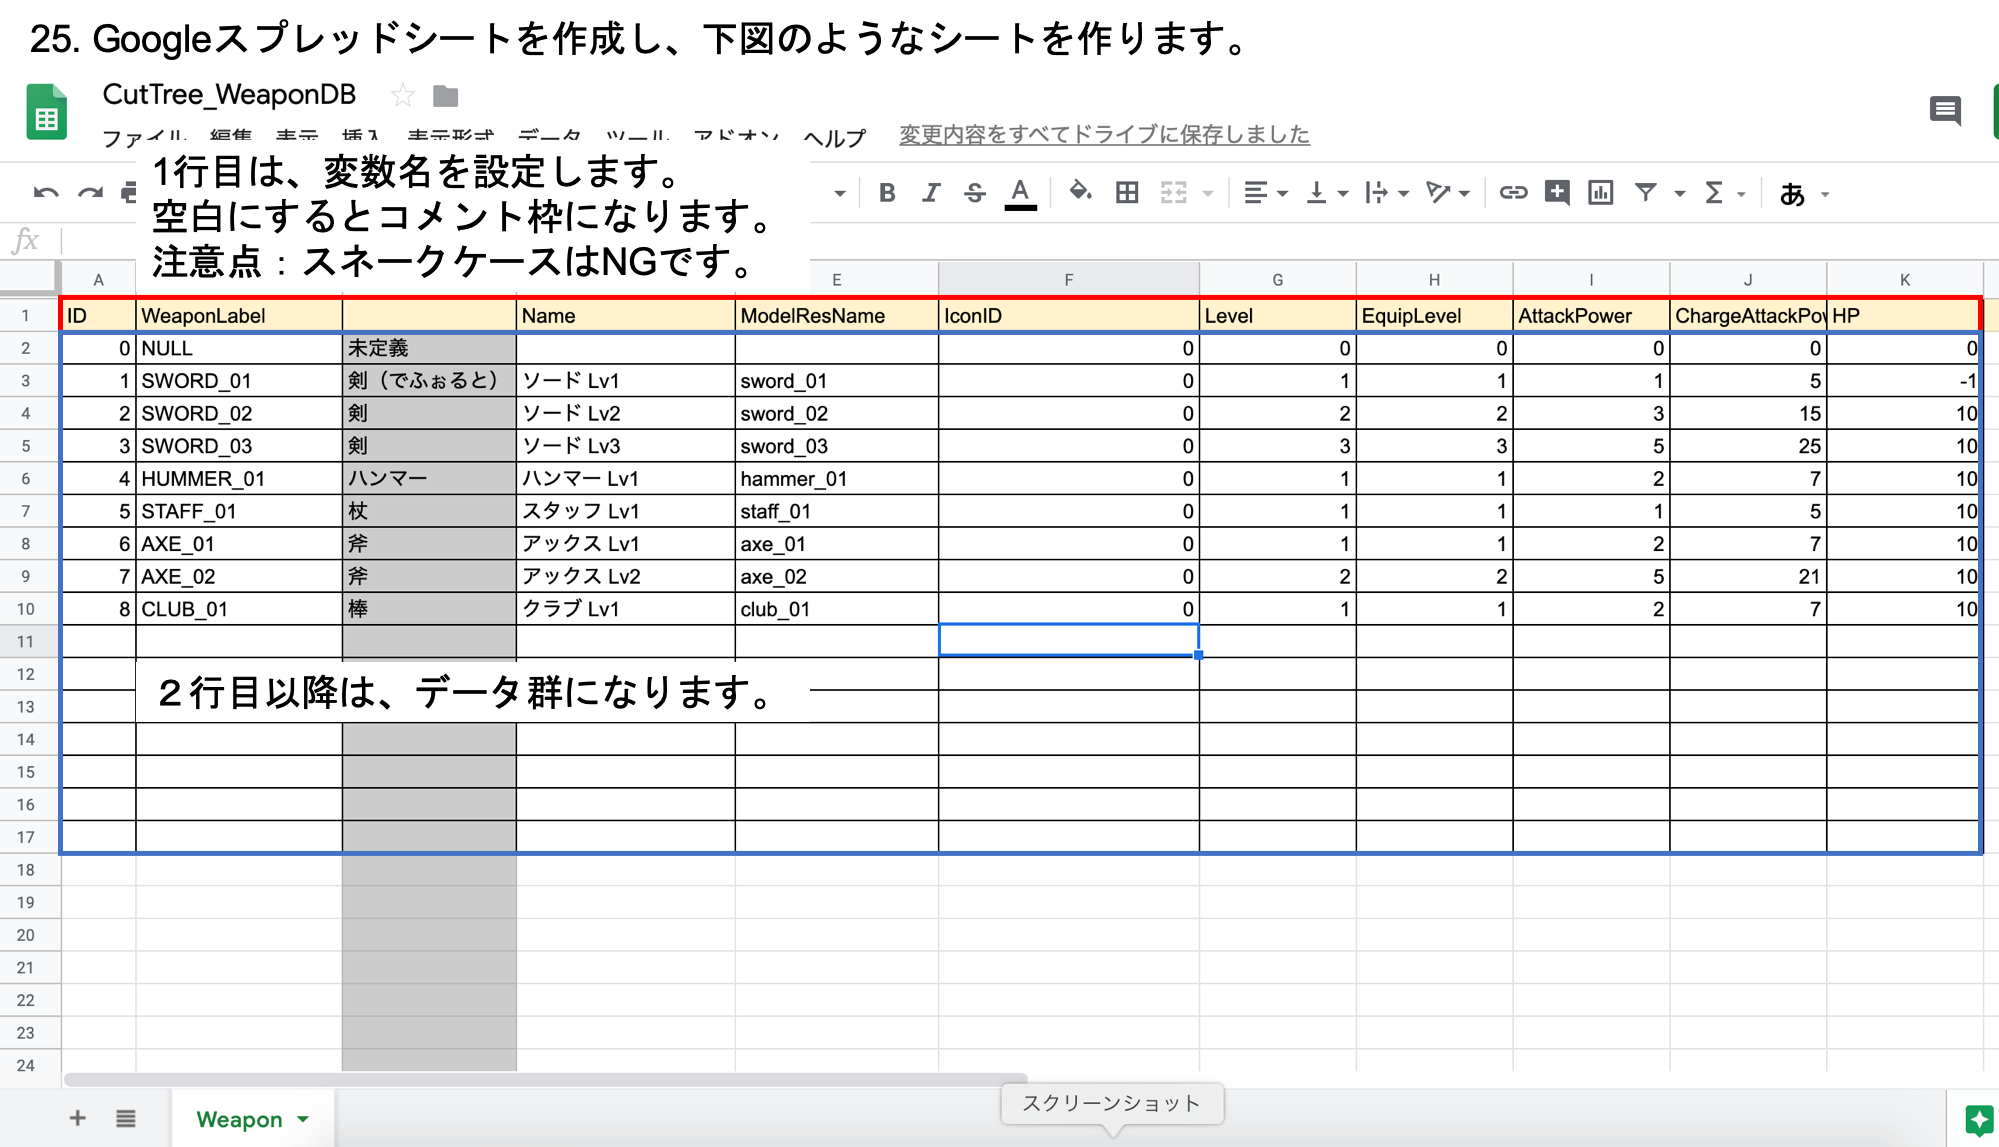 25. Googleスプレッドシートを作成し、下図のようなシートを作ります。
CutTree_WeaponDB
ファイル 編集 表示 挿入 表示形式 データ ツール アドオン ヘルプ 変更内容をすべてドライブに保存しました
1行目は、変数名を設定します。
空白にするとコメント枠になります。
注意点：スネークケースはNGです。
B I S A Σ あ
fx
A E F G H I J K
1 ID WeaponLabel Name ModelResName IconID Level EquipLevel AttackPower ChargeAttackPov HP
2 0 NULL 未定義 0 0 0 0 0 0
3 1 SWORD_01 剣（でふぉると） ソード Lv1 sword_01 0 1 1 1 5 -1
4 2 SWORD_02 剣 ソード Lv2 sword_02 0 2 2 3 15 10
5 3 SWORD_03 剣 ソード Lv3 sword_03 0 3 3 5 25 10
6 4 HUMMER_01 ハンマー ハンマー Lv1 hammer_01 0 1 1 2 7 10
7 5 STAFF_01 杖 スタッフ Lv1 staff_01 0 1 1 1 5 10
8 6 AXE_01 斧 アックス Lv1 axe_01 0 1 1 2 7 10
9 7 AXE_02 斧 アックス Lv2 axe_02 0 2 2 5 21 10
10 8 CLUB_01 棒 クラブ Lv1 club_01 0 1 1 2 7 10
11
12
２行目以降は、データ群になります。
13
14
15
16
17
18
19
20
21
22
23
24
スクリーンショット
Weapon